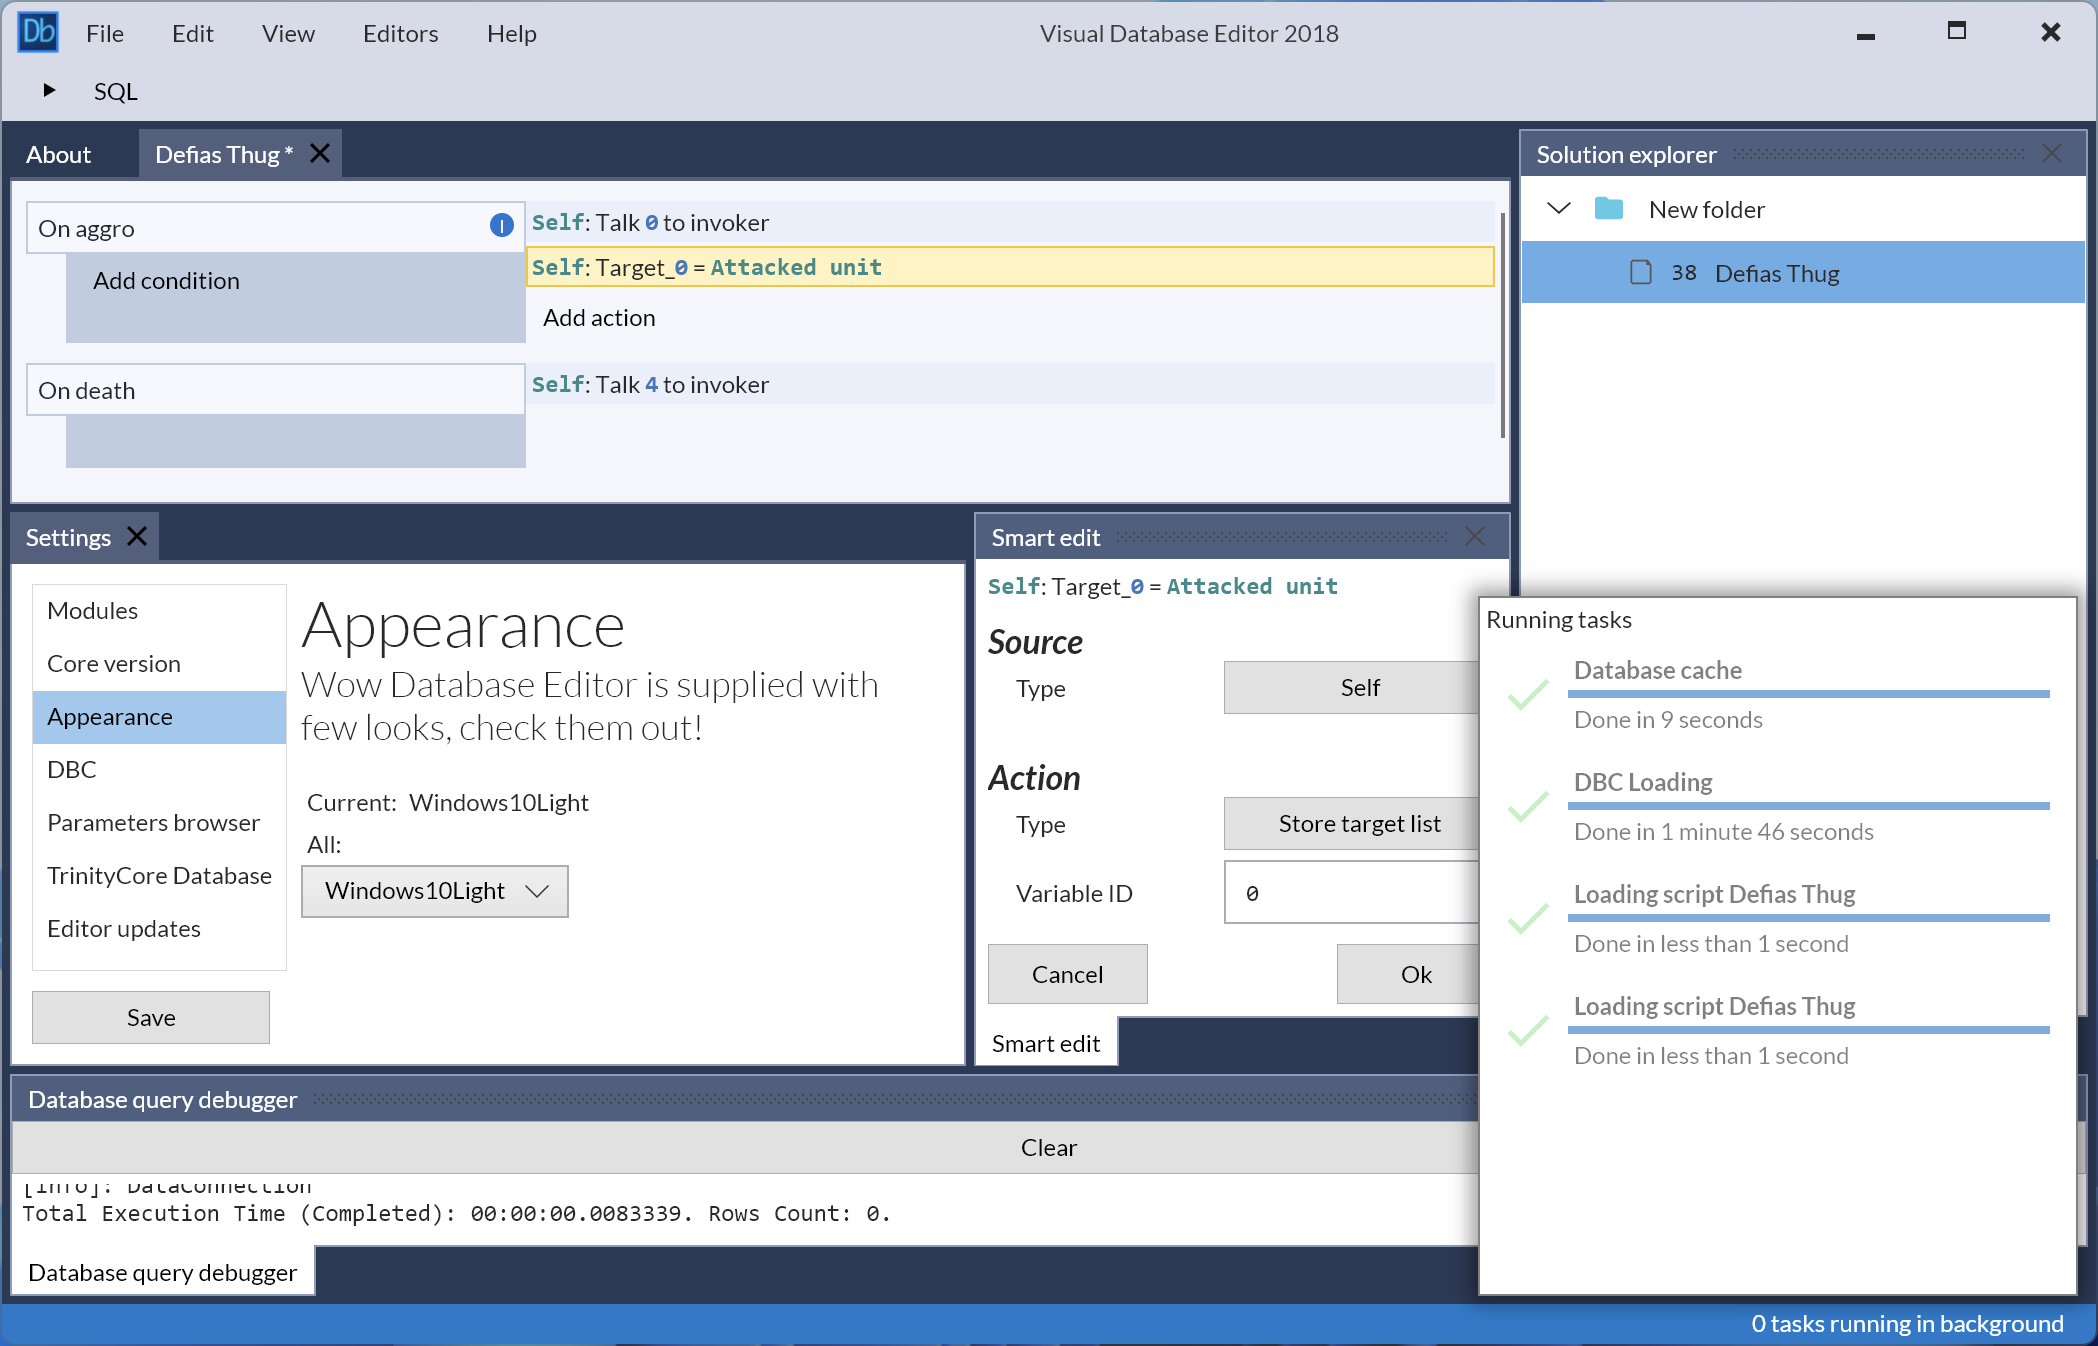 Db File Edit View Editors Help Visual Database Editor 2018
SQL
About Defias Thug *
On aggro
Self: Talk 0 to invoker
Self: Target_0 = Attacked unit
Add condition
Add action
On death
Self: Talk 4 to invoker
Solution explorer
New folder
38 Defias Thug
Settings
Modules
Core version
Appearance
DBC
Parameters browser
TrinityCore Database
Editor updates
Save
Appearance
Wow Database Editor is supplied with
few looks, check them out!
Current: Windows10Light
All:
Windows10Light
Smart edit
Self: Target_0 = Attacked unit
Source
Type Self
Action
Type Store target list
Variable ID 0
Cancel Ok
Smart edit
Running tasks
Database cache
Done in 9 seconds
DBC Loading
Done in 1 minute 46 seconds
Loading script Defias Thug
Done in less than 1 second
Loading script Defias Thug
Done in less than 1 second
Database query debugger
Clear
[Info]: DataConnection
Total Execution Time (Completed): 00:00:00.0083339. Rows Count: 0.
Database query debugger
0 tasks running in background